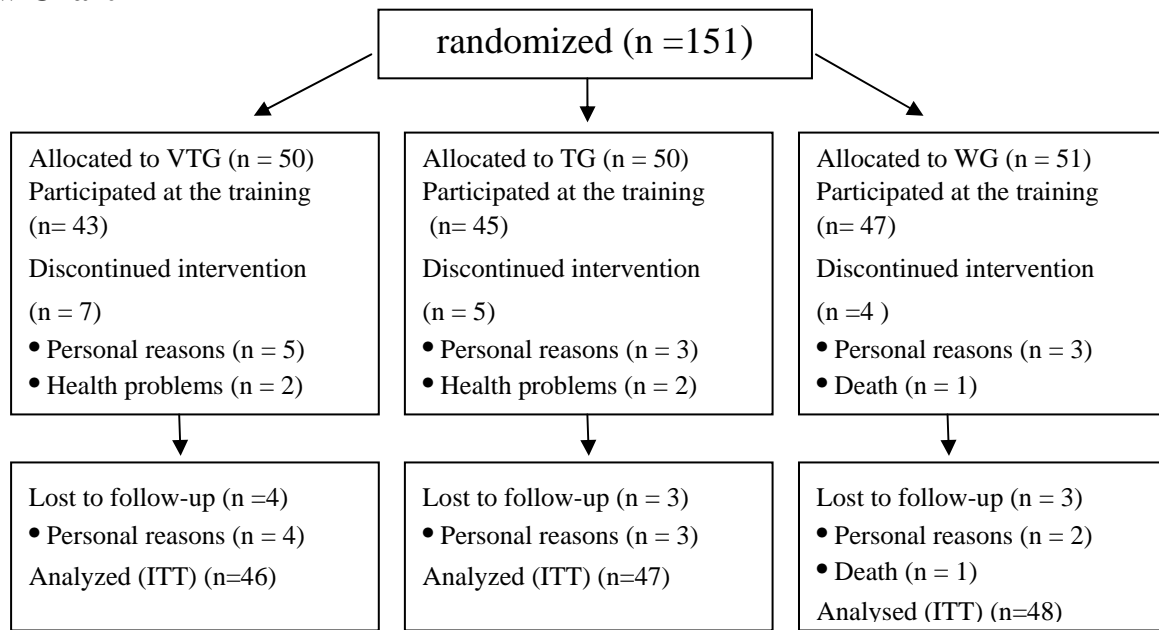 randomized (n =151)
Allocated to VTG (n = 50)
Participated at the training
(n= 43)
Discontinued intervention
(n = 7)
• Personal reasons (n = 5)
• Health problems (n = 2)
Allocated to TG (n = 50)
Participated at the training
(n= 45)
Discontinued intervention
(n = 5)
• Personal reasons (n = 3)
• Health problems (n = 2)
Allocated to WG (n = 51)
Participated at the training
(n= 47)
Discontinued intervention
(n =4 )
• Personal reasons (n = 3)
• Death (n = 1)
Lost to follow-up (n =4)
• Personal reasons (n = 4)
Analyzed (ITT) (n=46)
Lost to follow-up (n = 3)
• Personal reasons (n = 3)
Analyzed (ITT) (n=47)
Lost to follow-up (n = 3)
• Personal reasons (n = 2)
• Death (n = 1)
Analysed (ITT) (n=48)